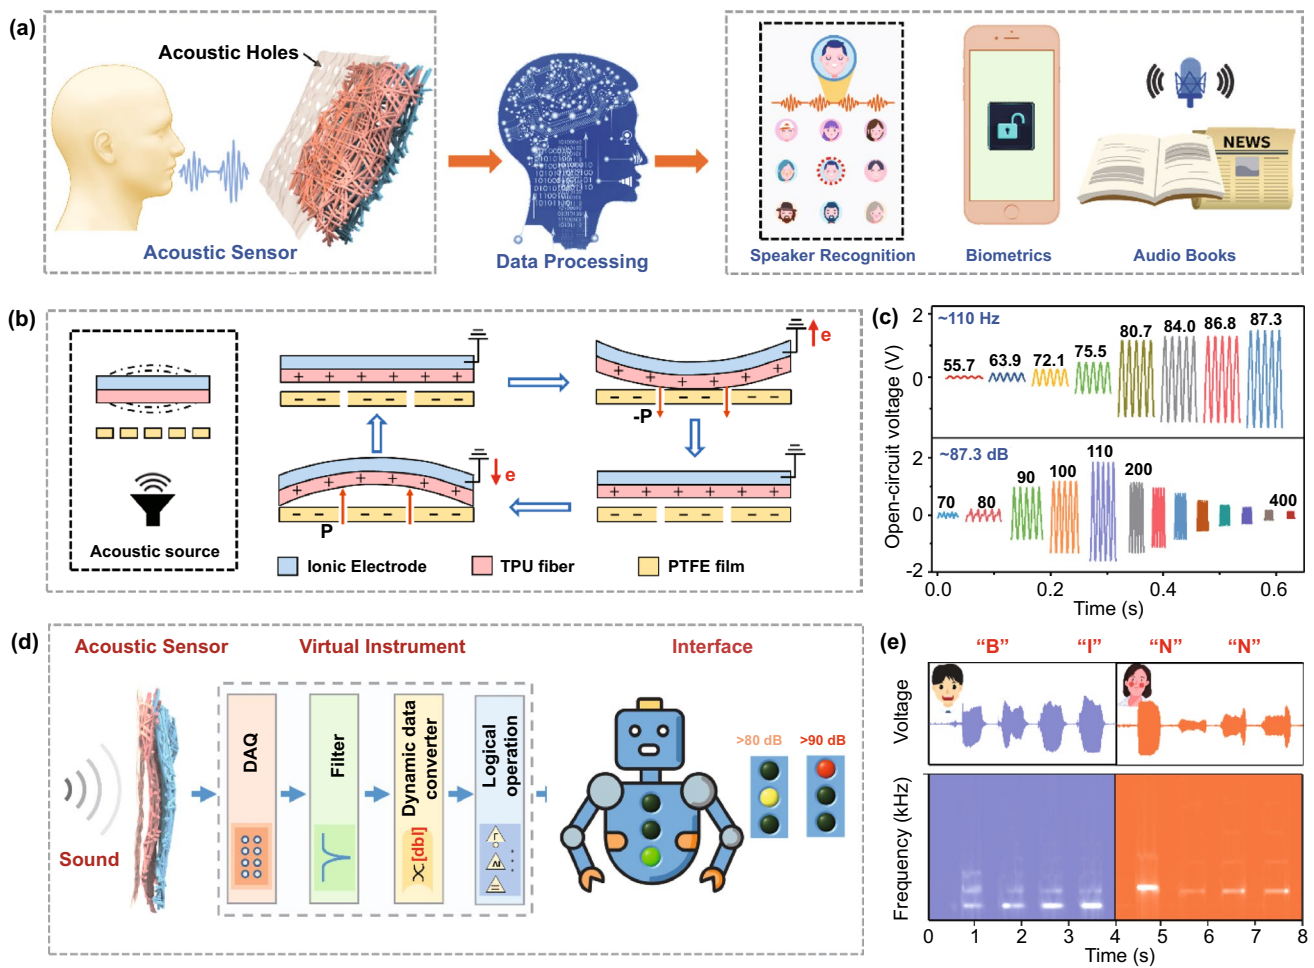 (a)
Acoustic Holes
Acoustic Sensor
Data Processing
NEWS
Speaker Recognition
Biometrics
Audio Books
(b)
e
-P
e
P
Acoustic source
Ionic Electrode
TPU fiber
PTFE film
(c)
~110 Hz
55.7
63.9
72.1
75.5
80.7
84.0
86.8
87.3
2
0
~87.3 dB
70
80
90
100
110
200
400
2
0
-2
Open-circuit voltage (V)
0.0
0.2
0.4
0.6
Time (s)
(d)
Acoustic Sensor
Virtual Instrument
Interface
Sound
DAQ
Filter
Dynamic data
converter
[dbl]
Logical
operation
>80 dB
>90 dB
(e)
“B”
“I”
“N”
“N”
Voltage
Frequency (kHz)
0
1
2
3
4
5
6
7
8
Time (s)